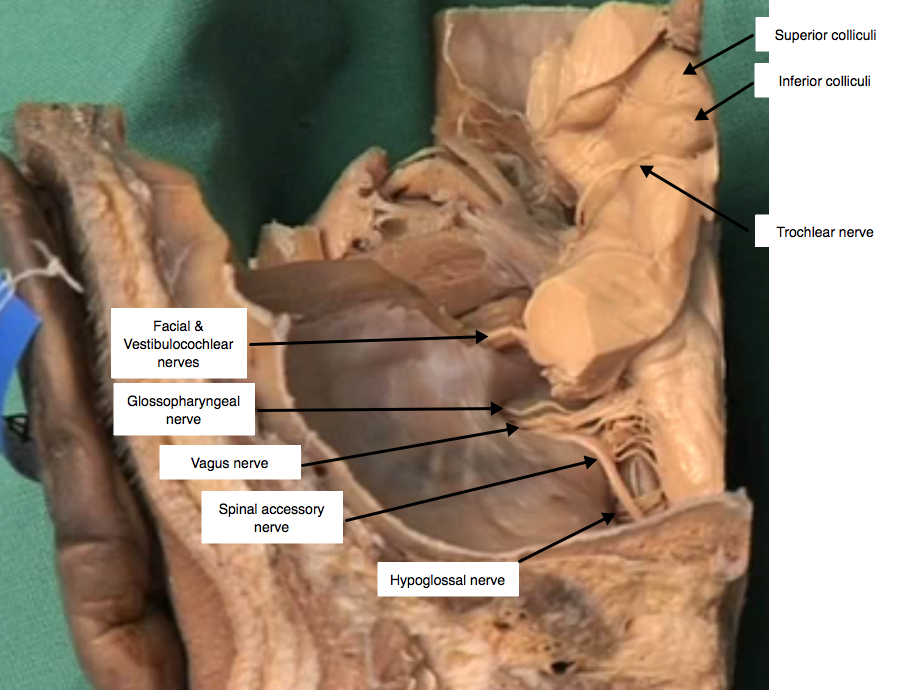 Superior colliculi
Inferior colliculi
Trochlear nerve
Facial &
Vestibulocochlear
nerves
Glossopharyngeal
nerve
Vagus nerve
Spinal accessory
nerve
Hypoglossal nerve